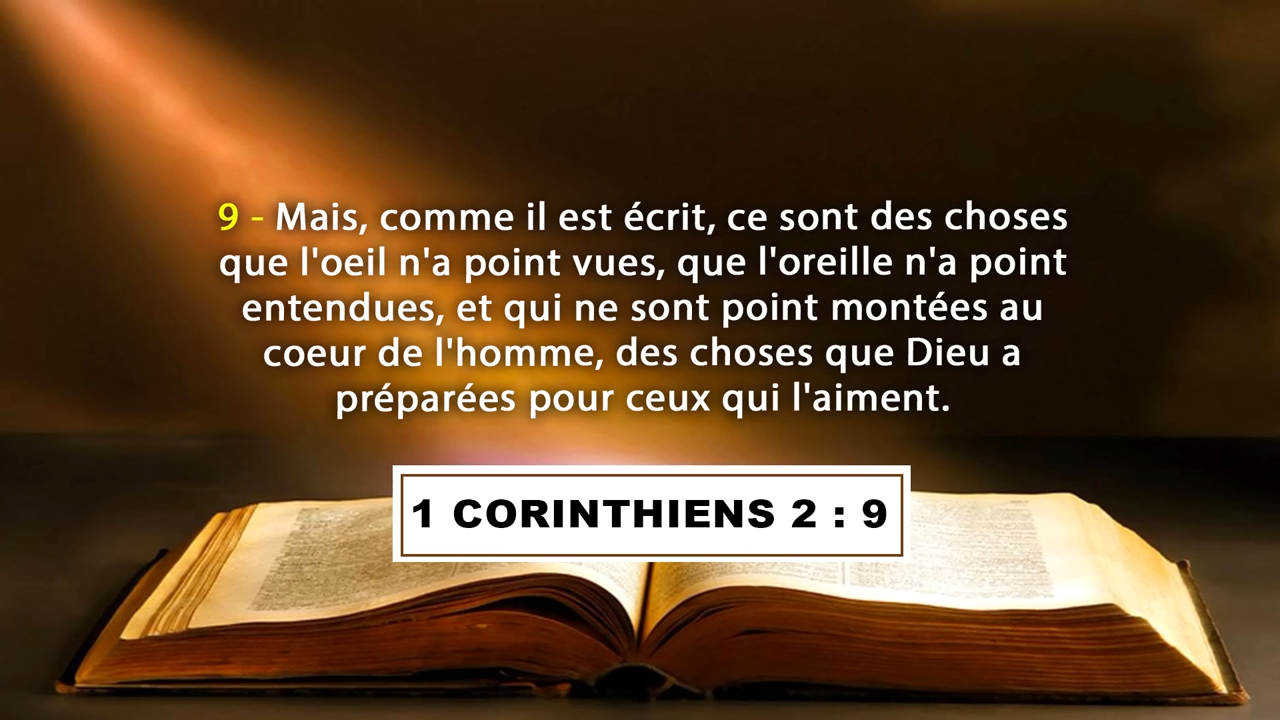 9 - Mais, comme il est écrit, ce sont des choses
que l'oeil n'a point vues, que l'oreille n'a point
entendues, et qui ne sont point montées au
coeur de l'homme, des choses que Dieu a
préparées pour ceux qui l'aiment.
1 CORINTHIENS 2 : 9